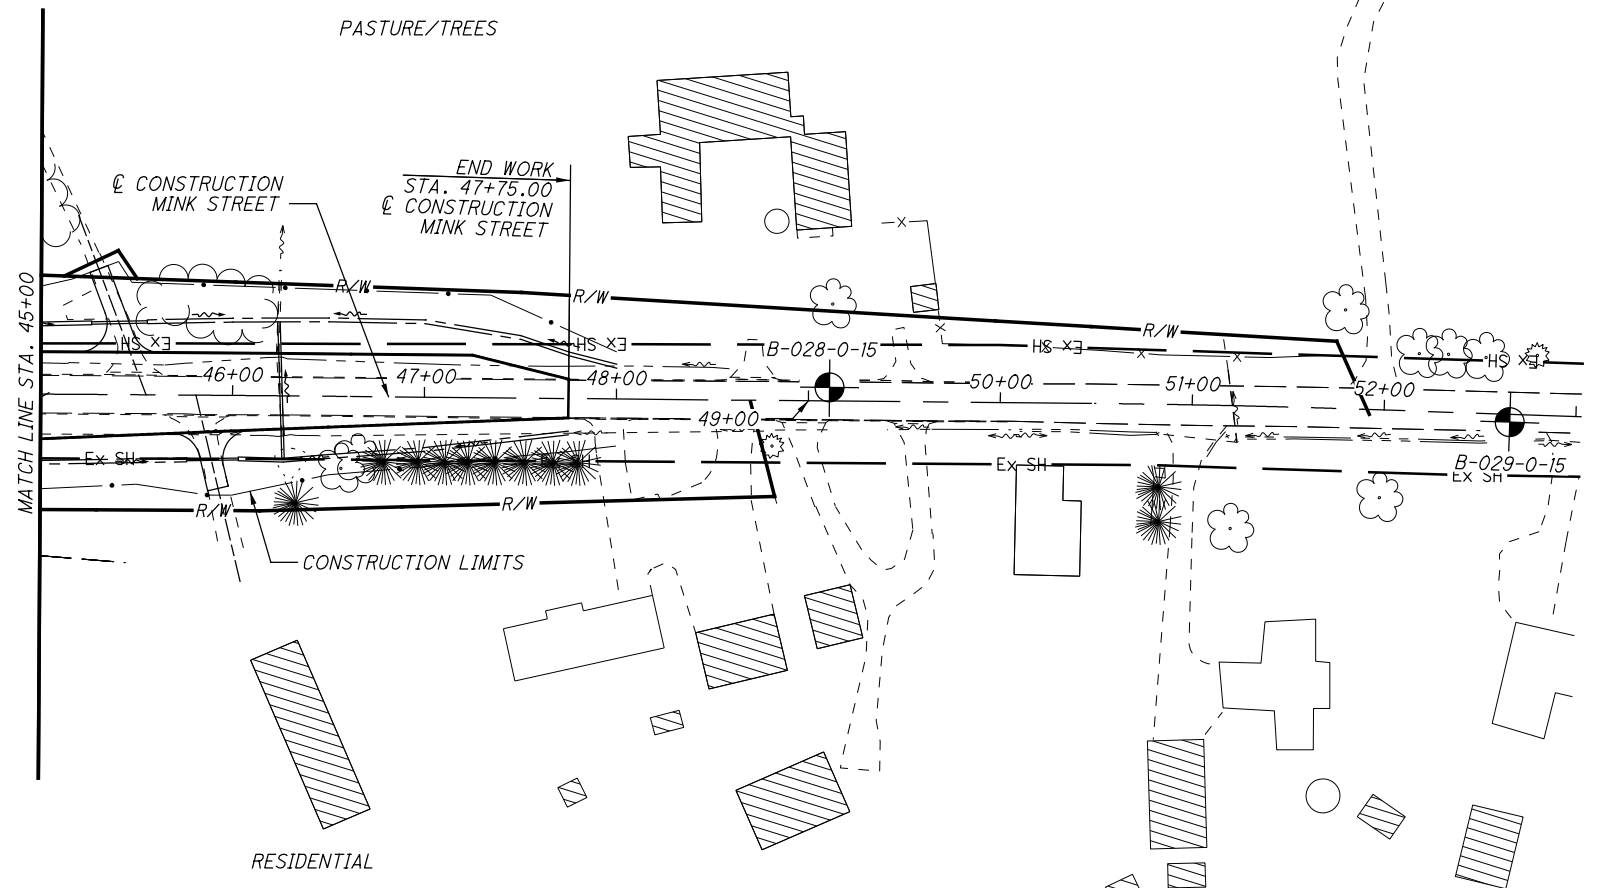 PASTURE/TREES
℄ CONSTRUCTION
MINK STREET
END WORK
STA. 47+75.00
℄ CONSTRUCTION
MINK STREET
MATCH LINE STA. 45+00
R/W
R/W
R/W
EX SH
EX SH
EX SH
EX SH
B-028-0-15
46+00
47+00
48+00
49+00
50+00
51+00
52+00
Ex SH
Ex SH
Ex SH
B-029-0-15
R/W
R/W
CONSTRUCTION LIMITS
RESIDENTIAL
X
X
X
X